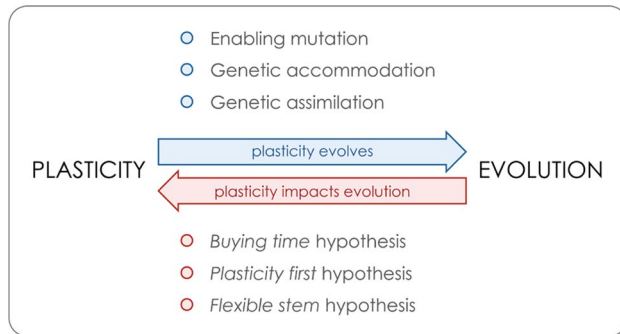 Enabling mutation
Genetic accommodation
Genetic assimilation
plasticity evolves
PLASTICITY
EVOLUTION
plasticity impacts evolution
Buying time hypothesis
Plasticity first hypothesis
Flexible stem hypothesis